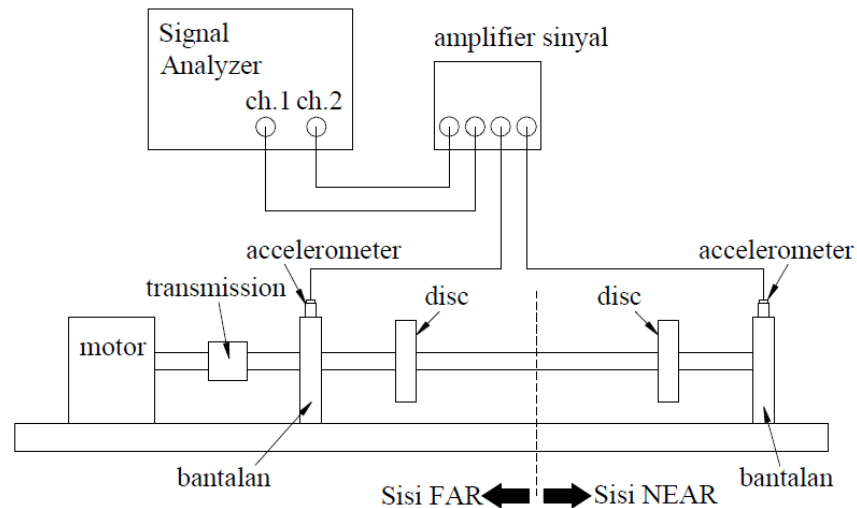 Signal
Analyzer
ch.1 ch.2
amplifier sinyal
accelerometer
accelerometer
transmission
disc
disc
motor
bantalan
bantalan
Sisi FAR
Sisi NEAR